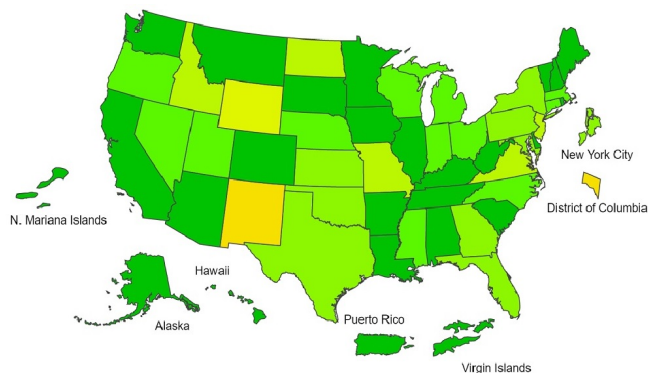 New York City
District of Columbia
N. Mariana Islands
Hawaii
Alaska
Puerto Rico
Virgin Islands